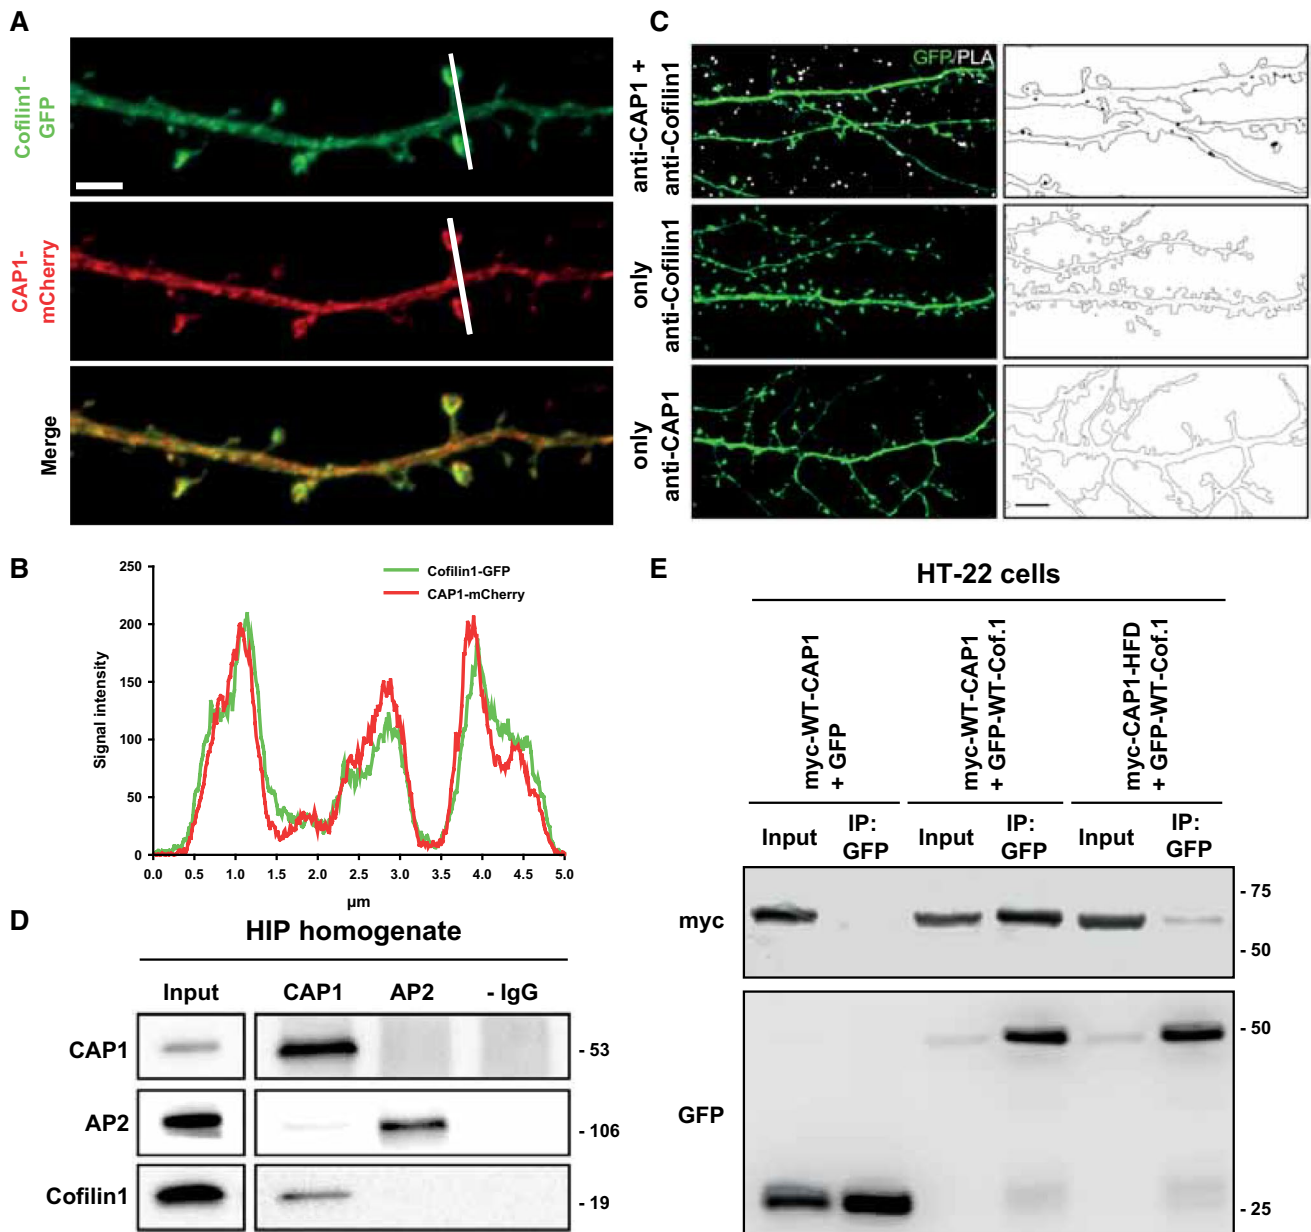 A
Cofilin1-
GFP
CAP1-
mCherry
Merge
C
anti-CAP1 +
anti-Cofilin1
GFP/PLA
only
anti-Cofilin1
only
anti-CAP1
B
250
200
150
100
50
0
Signal intensity
Cofilin1-GFP
CAP1-mCherry
0.0 0.5 1.0 1.5 2.0 2.5 3.0 3.5 4.0 4.5 5.0
µm
D
HIP homogenate
Input CAP1 AP2 - IgG
CAP1 - 53
AP2 - 106
Cofilin1 - 19
E
HT-22 cells
myc-WT-CAP1
+ GFP
myc-WT-CAP1
+ GFP-WT-Cof.1
myc-CAP1-HFD
+ GFP-WT-Cof.1
Input IP: GFP Input IP: GFP Input IP: GFP
myc
- 75
- 50
GFP
- 50
- 25